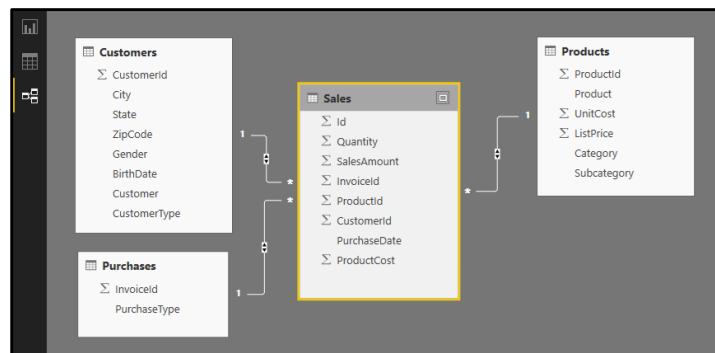 Customers
Σ CustomerId
City
State
ZipCode
Gender
BirthDate
Customer
CustomerType
Purchases
Σ InvoiceId
PurchaseType
1
*
1
*
Sales
Σ Id
Σ Quantity
Σ SalesAmount
Σ InvoiceId
Σ ProductId
Σ CustomerId
PurchaseDate
Σ ProductCost
*
1
Products
Σ ProductId
Product
Σ UnitCost
Σ ListPrice
Category
Subcategory